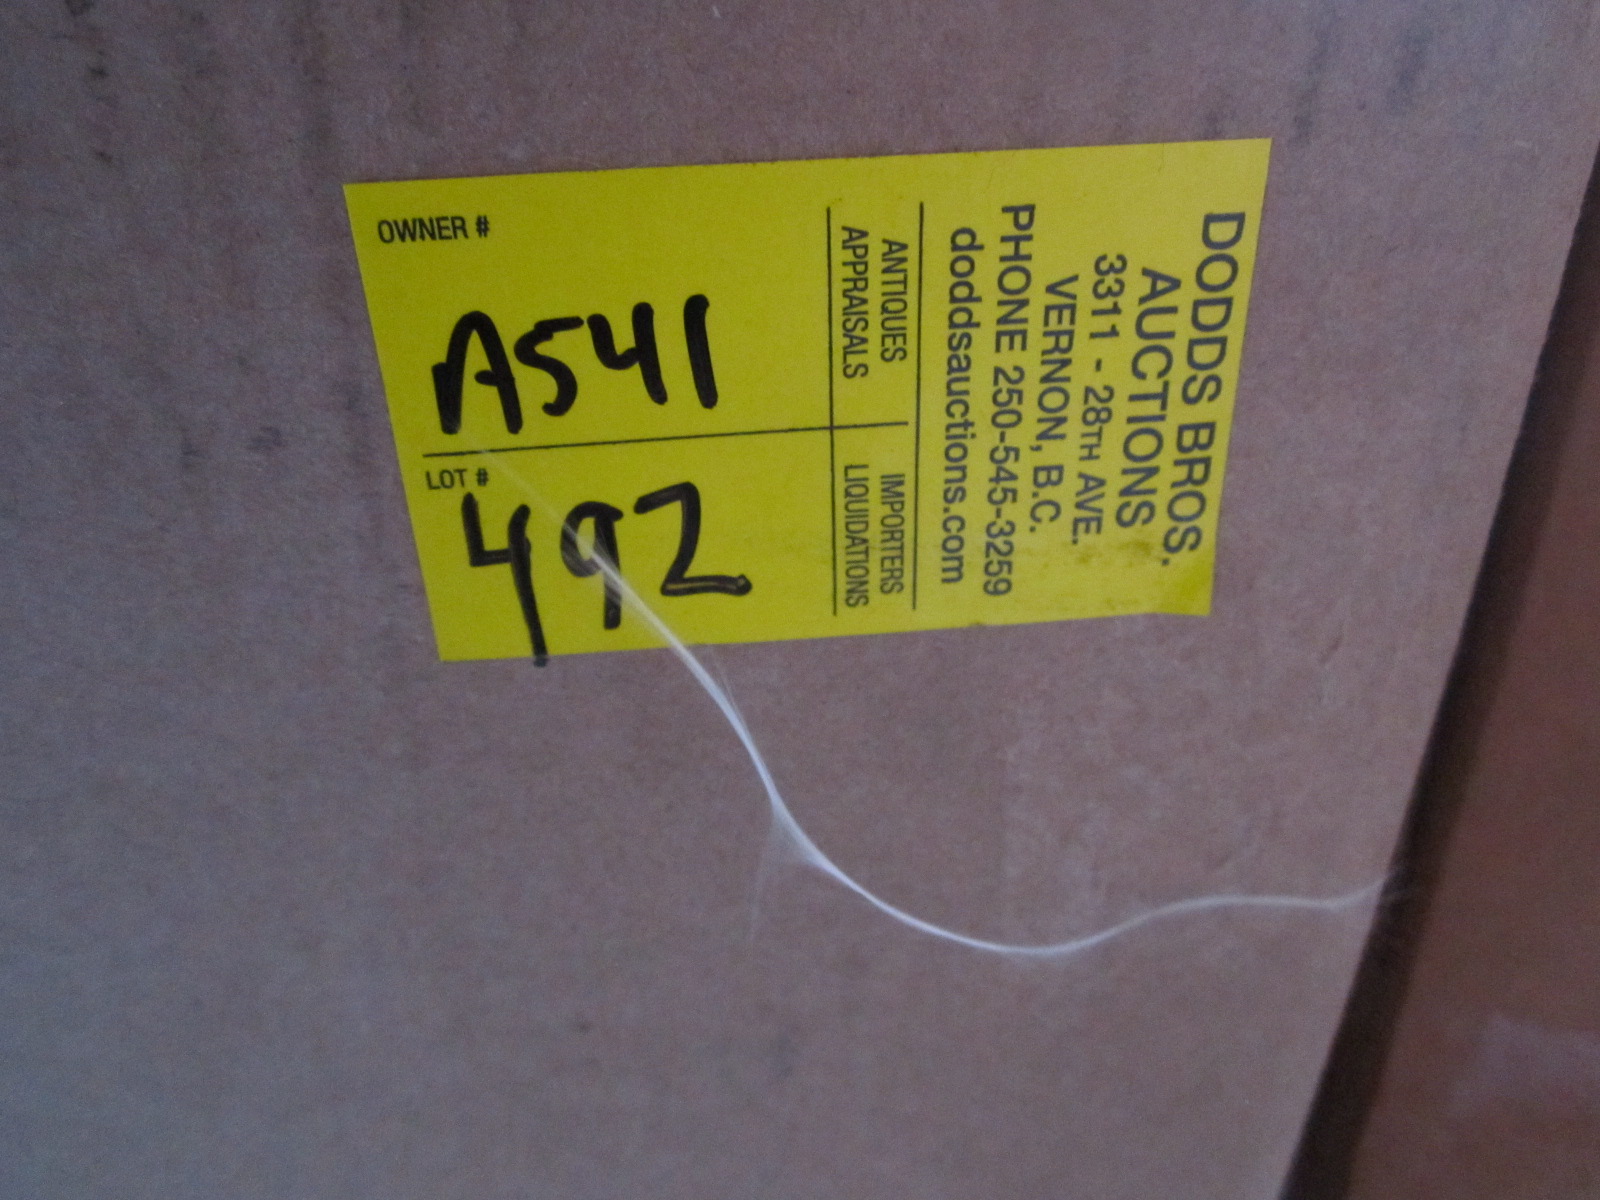 DODDS BROS.
AUCTIONS
3311 - 28TH AVE.
VERNON, B.C.
PHONE 250-545-3259
doddsauctions.com
ANTIQUES IMPORTERS
APPRAISALS LIQUIDATIONS
OWNER #
A541
LOT #
492